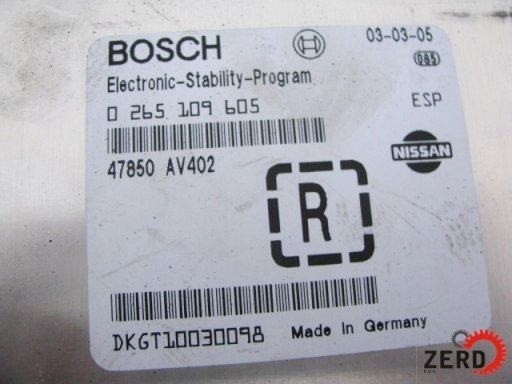 BOSCH 03-03-05
085
Electronic-Stability-Program
0 265 109 605 ESP
47850 AV402 NISSAN
R
DKGT10030098 Made In Germany
ZERD